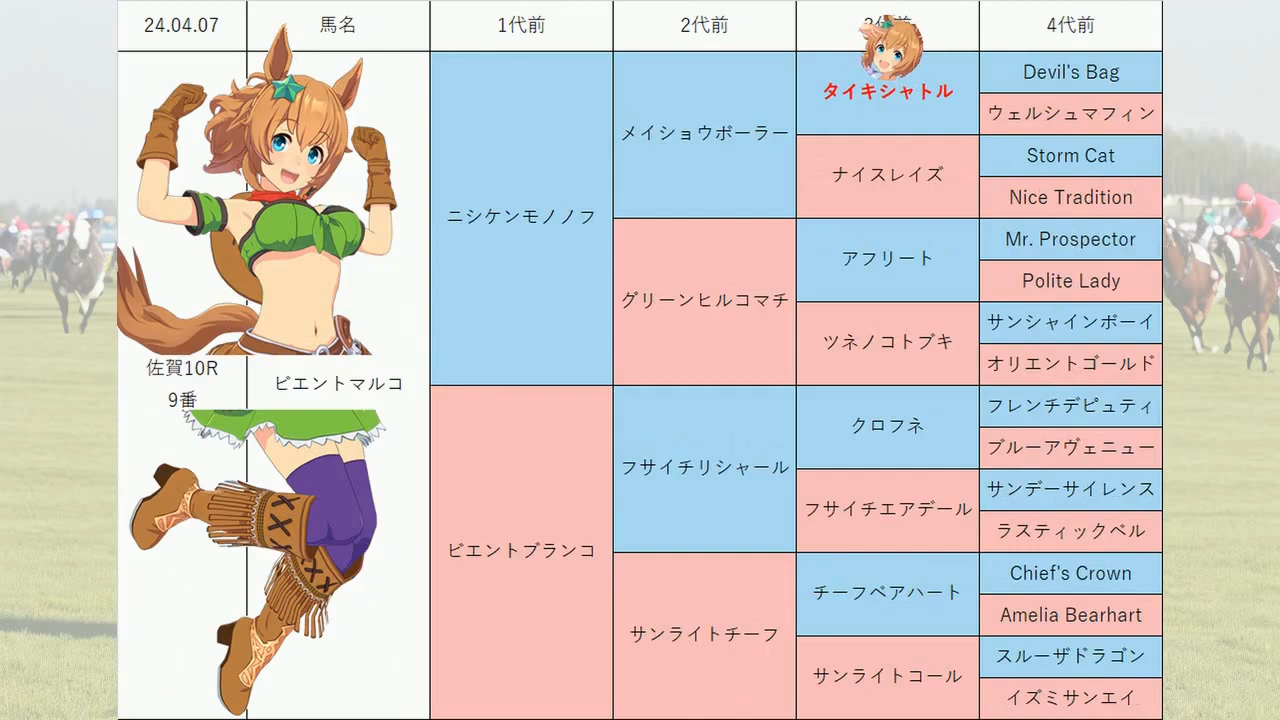 24.04.07
馬名
1代前
2代前
3代前
4代前
佐賀10R
9番
ビエントマルコ
ニシケンモノノフ
ビエントブランコ
メイショウボーラー
グリーンヒルコマチ
フサイチリシャール
サンライトチーフ
タイキシャトル
ナイスレイズ
アフリート
ツネノコトブキ
クロフネ
フサイチエアデール
チーフベアハート
サンライトコール
Devil's Bag
ウェルシュマフィン
Storm Cat
Nice Tradition
Mr. Prospector
Polite Lady
サンシャインボーイ
オリエントゴールド
フレンチデピュティ
ブルーアヴェニュー
サンデーサイレンス
ラスティックベル
Chief's Crown
Amelia Bearhart
スルーザドラゴン
イズミサンエイ